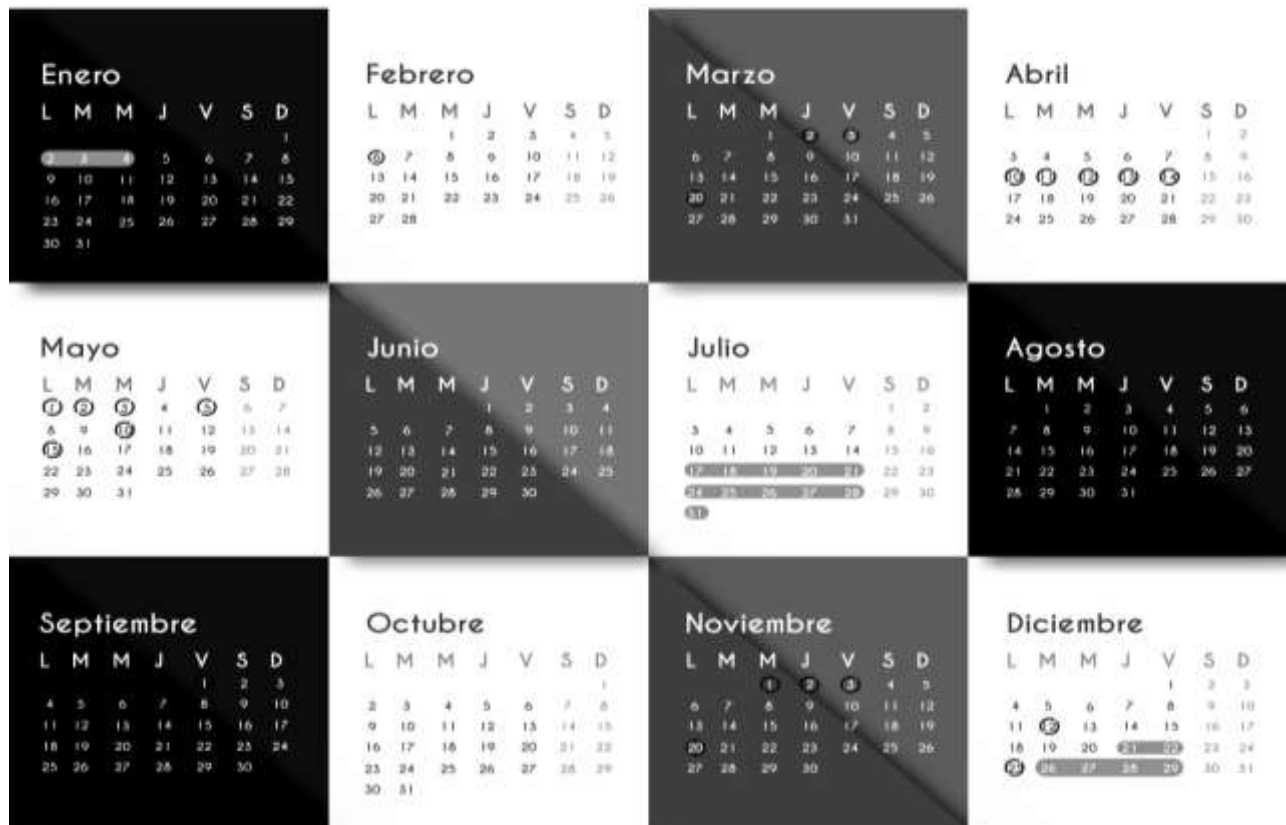 Enero
L M M J V S D
1
2 3 4 5 6 7 8
9 10 11 12 13 14 15
16 17 18 19 20 21 22
23 24 25 26 27 28 29
30 31
Febrero
L M M J V S D
1 2 3 4 5
6 7 8 9 10 11 12
13 14 15 16 17 18 19
20 21 22 23 24 25 26
27 28
Marzo
L M M J V S D
1 2 3 4 5
6 7 8 9 10 11 12
13 14 15 16 17 18 19
20 21 22 23 24 25 26
27 28 29 30 31
Abril
L M M J V S D
1 2
3 4 5 6 7 8 9
10 11 12 13 14 15 16
17 18 19 20 21 22 23
24 25 26 27 28 29 30
Mayo
L M M J V S D
1 2 3 4 5 6 7
8 9 10 11 12 13 14
15 16 17 18 19 20 21
22 23 24 25 26 27 28
29 30 31
Junio
L M M J V S D
1 2 3 4
5 6 7 8 9 10 11
12 13 14 15 16 17 18
19 20 21 22 23 24 25
26 27 28 29 30
Julio
L M M J V S D
1 2
3 4 5 6 7 8 9
10 11 12 13 14 15 16
17 18 19 20 21 22 23
24 25 26 27 28 29 30
31
Agosto
L M M J V S D
1 2 3 4 5 6
7 8 9 10 11 12 13
14 15 16 17 18 19 20
21 22 23 24 25 26 27
28 29 30 31
Septiembre
L M M J V S D
1 2 3
4 5 6 7 8 9 10
11 12 13 14 15 16 17
18 19 20 21 22 23 24
25 26 27 28 29 30
Octubre
L M M J V S D
1
2 3 4 5 6 7 8
9 10 11 12 13 14 15
16 17 18 19 20 21 22
23 24 25 26 27 28 29
30 31
Noviembre
L M M J V S D
1 2 3 4 5
6 7 8 9 10 11 12
13 14 15 16 17 18 19
20 21 22 23 24 25 26
27 28 29 30
Diciembre
L M M J V S D
1 2 3
4 5 6 7 8 9 10
11 12 13 14 15 16 17
18 19 20 21 22 23 24
25 26 27 28 29 30 31